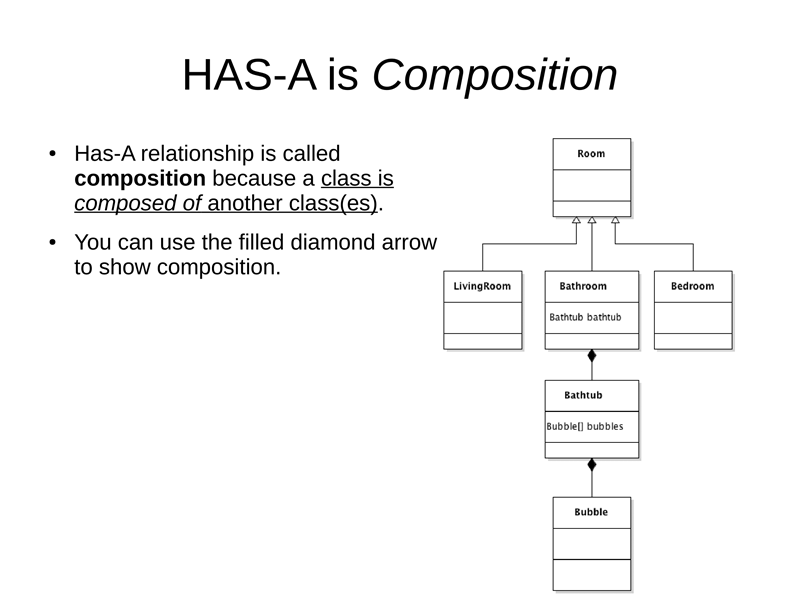 HAS-A is Composition
• Has-A relationship is called
composition because a class is
composed of another class(es).
• You can use the filled diamond arrow
to show composition.
Room
LivingRoom
Bathroom
Bathtub bathtub
Bedroom
Bathtub
Bubble[] bubbles
Bubble